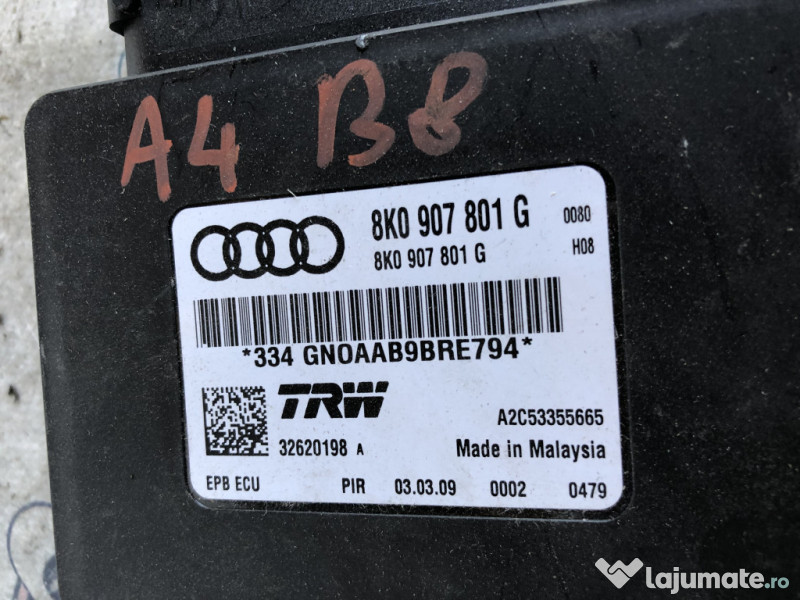 A4 B8
8K0 907 801 G 0080
8K0 907 801 G H08
*334 GN0AAB9BRE794*
TRW
A2C53355665
32620198 A Made in Malaysia
EPB ECU PIR 03.03.09 0002 0479
lajumate.ro